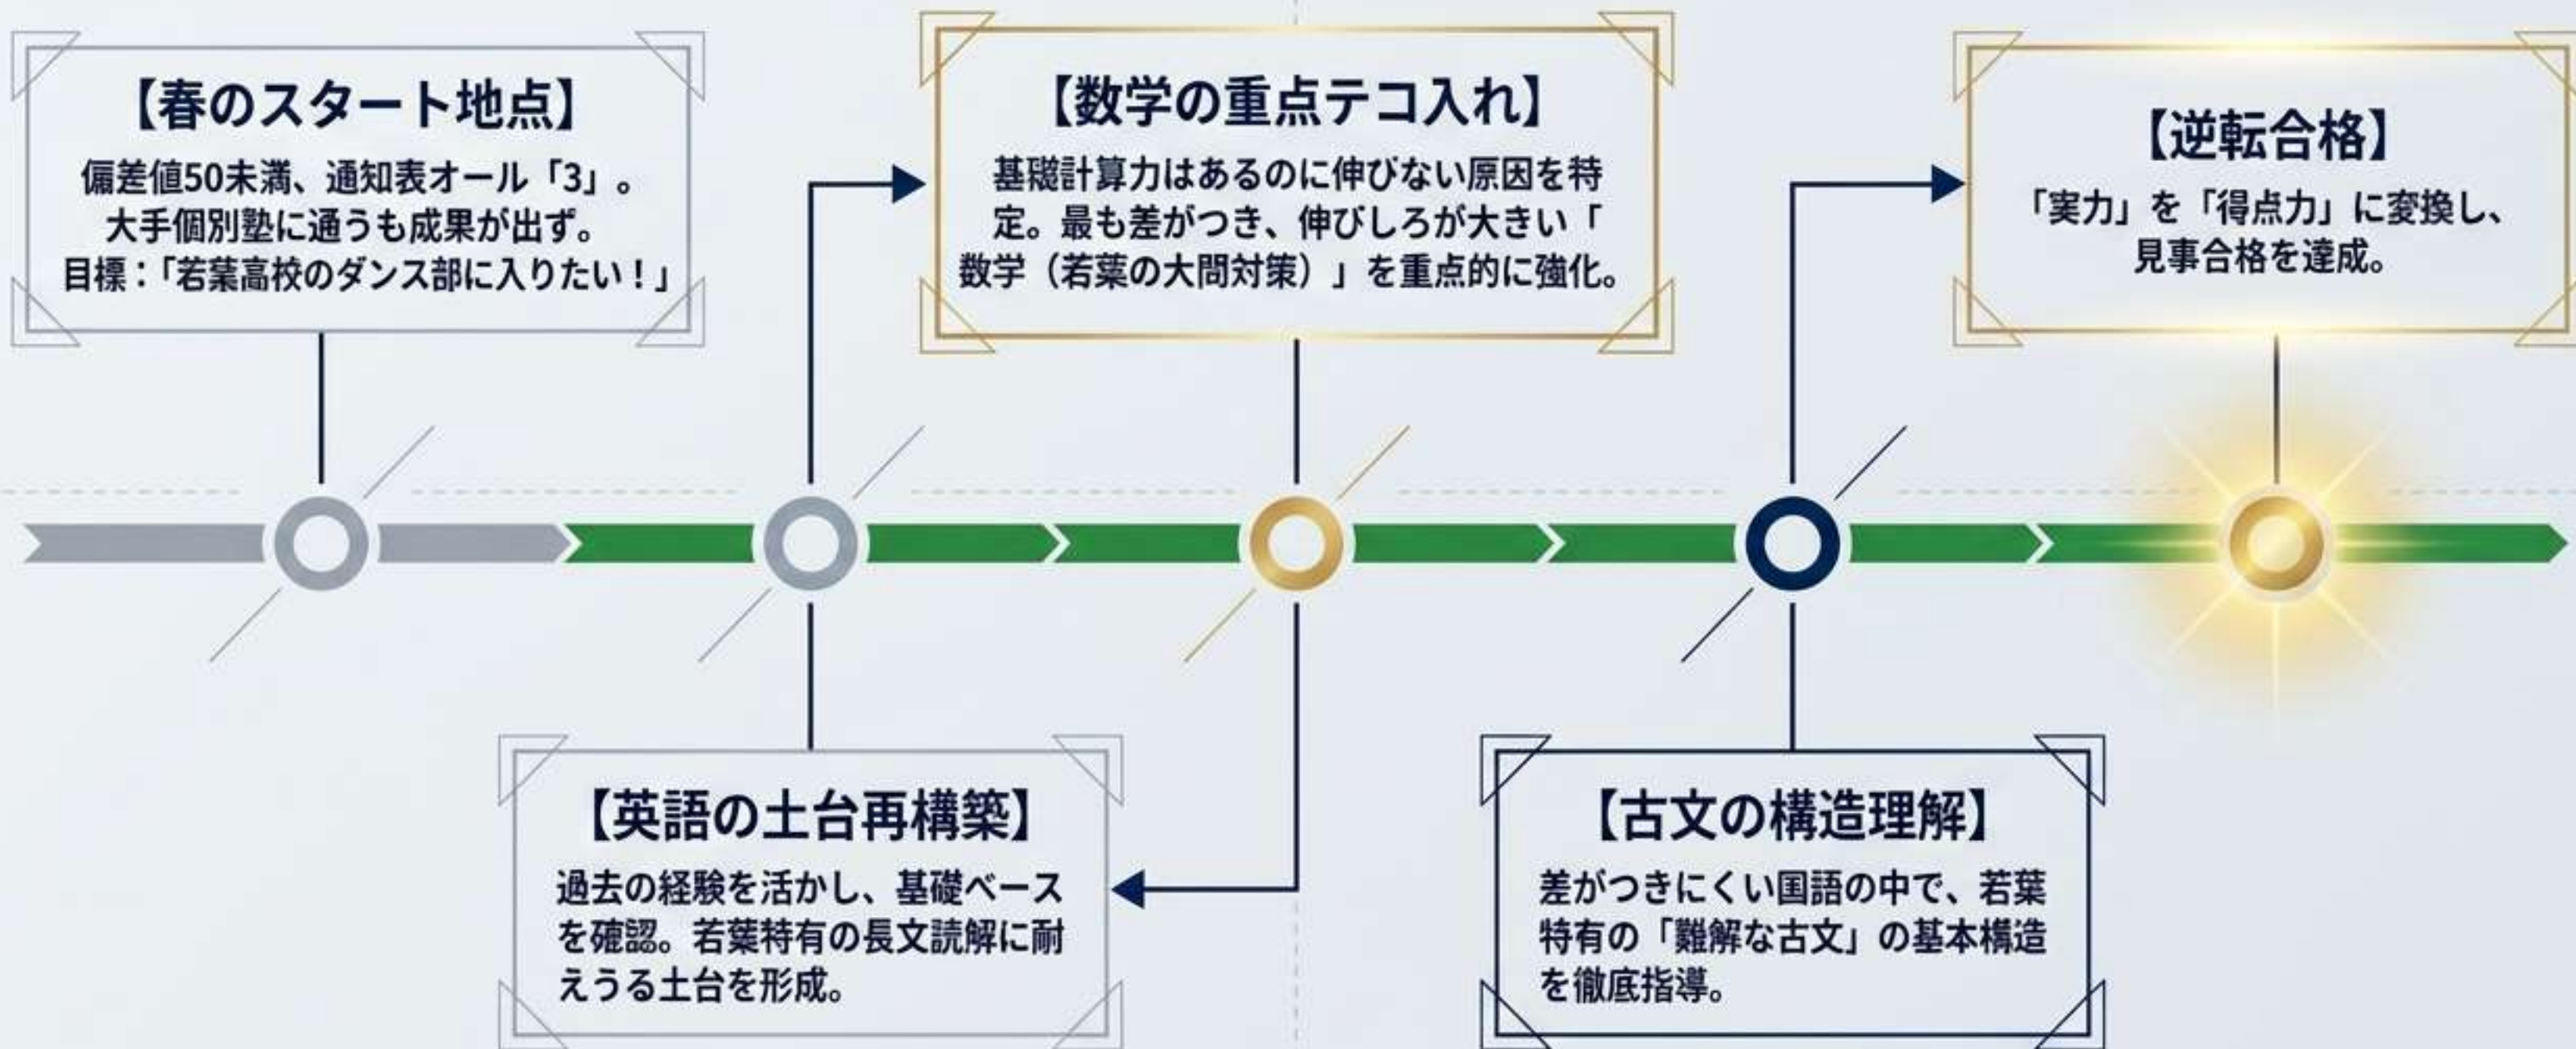 【春のスタート地点】
偏差値50未満、通知表オール「3」。
大手個別塾に通うも成果が出ず。
目標：「若葉高校のダンス部に入りたい！」
【英語の土台再構築】
過去の経験を活かし、基礎ベース
を確認。若葉特有の長文読解に耐
えうる土台を形成。
【数学の重点テコ入れ】
基礎計算力はあるのに伸びない原因を特
定。最も差がつき、伸びしろが大きい「
数学（若葉の大問対策）」を重点的に強化。
【古文の構造理解】
差がつきにくい国語の中で、若葉
特有の「難解な古文」の基本構造
を徹底指導。
【逆転合格】
「実力」を「得点力」に変換し、
見事合格を達成。